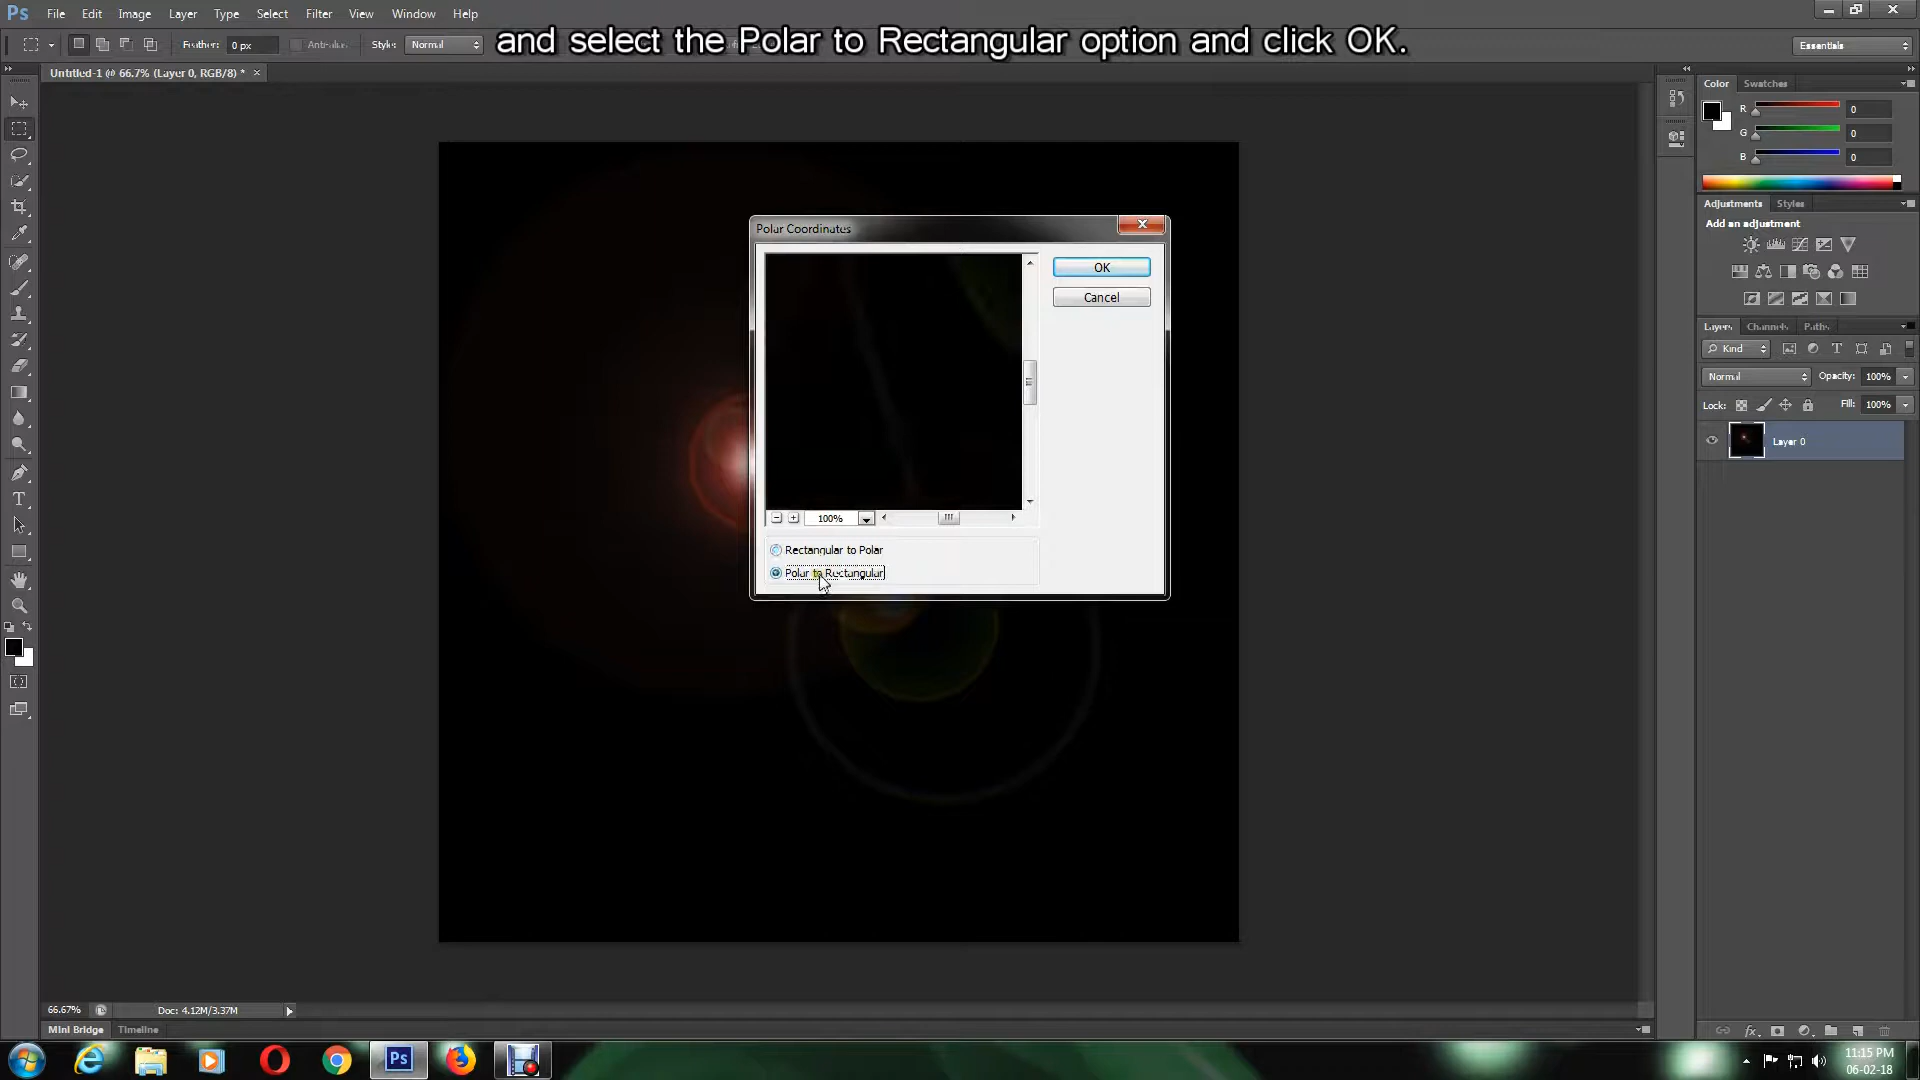 Ps File Edit Image Layer Type Select Filter View Window Help
and select the Polar to Rectangular option and click OK.
Feather: 0 px Anti-alias Style: Normal Essentials
Untitled-1 @ 66.7% (Layer 0, RGB/8) *
Color Swatches
R 0
G 0
B 0
Adjustments Styles
Add an adjustment
Polar Coordinates
OK
Cancel
100%
Rectangular to Polar
Polar to Rectangular
Layers Channels Paths
Kind
Normal Opacity: 100%
Lock: Fill: 100%
Layer 0
66.67% Doc: 4.12M/3.37M
Mini Bridge Timeline
Ps
11:15 PM
06-02-18